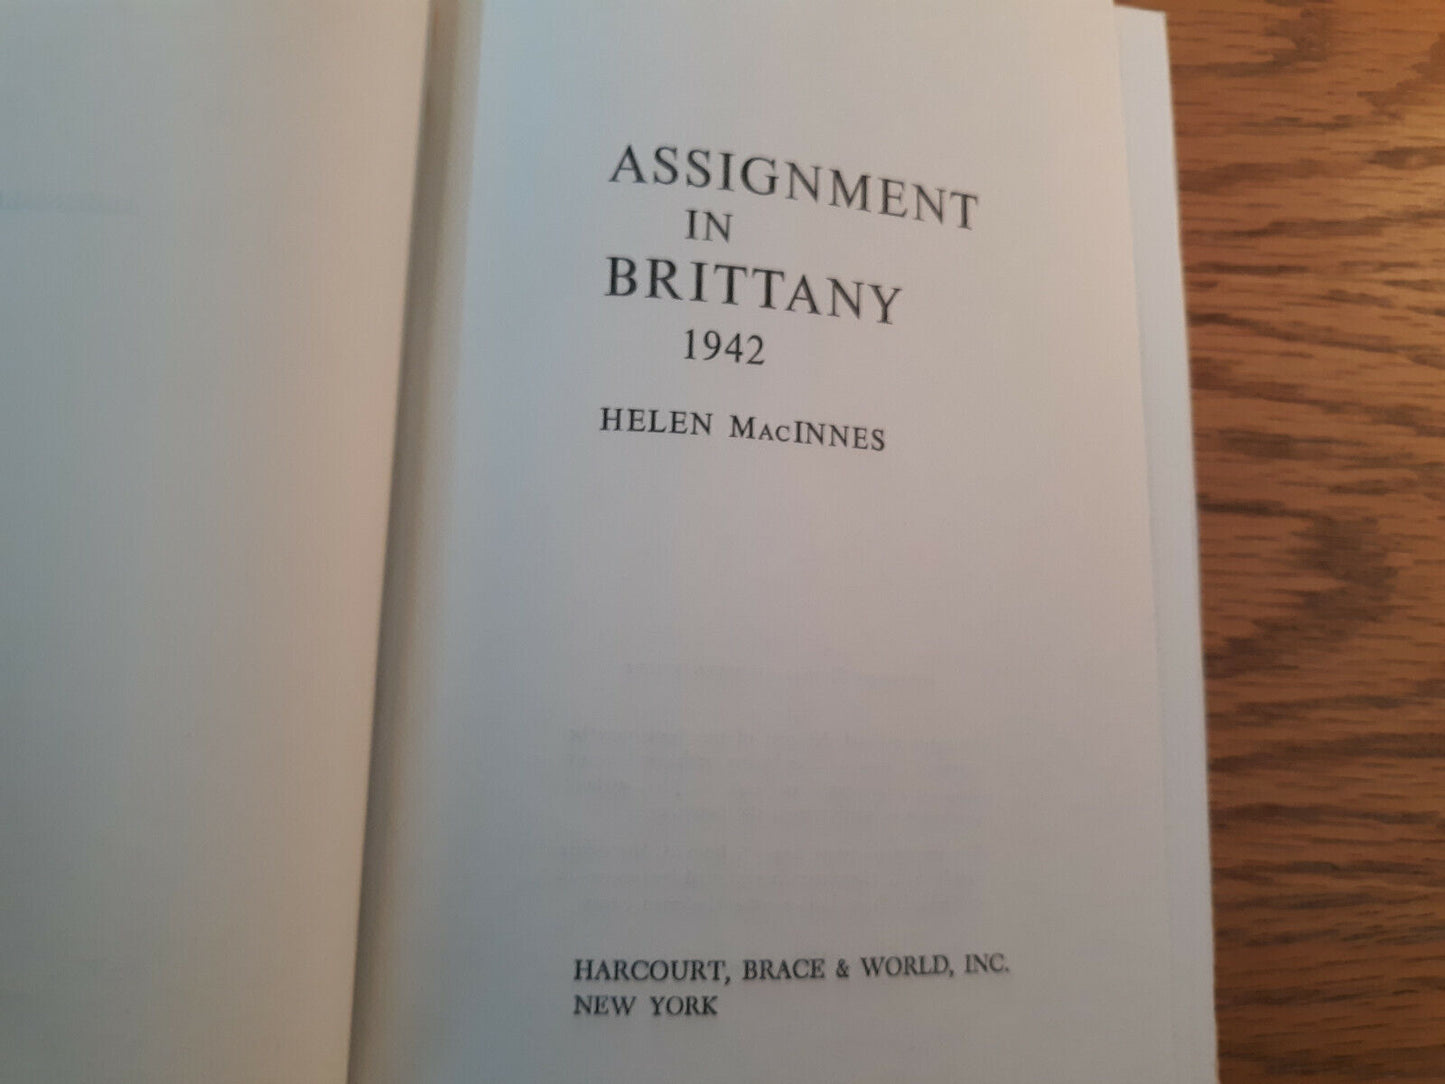 ASSIGNMENT
IN
BRITTANY
1942
HELEN MacINNES
HARCOURT, BRACE & WORLD, INC.
NEW YORK